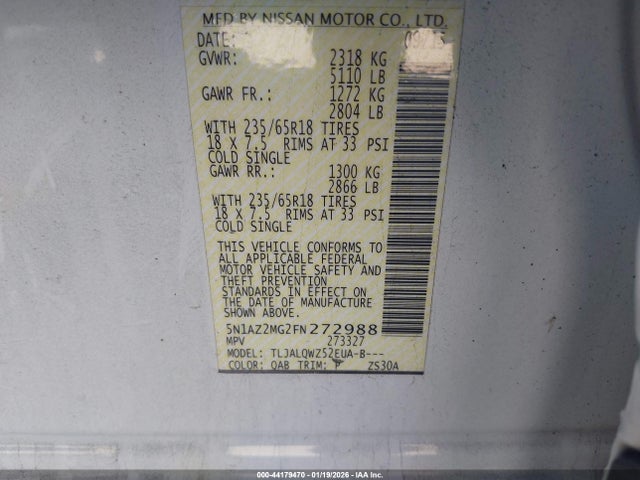 MFD BY NISSAN MOTOR CO., LTD.
DATE:
GVWR: 2318 KG
5110 LB
GAWR FR.: 1272 KG
2804 LB
WITH 235/65R18 TIRES
18 X 7.5 RIMS AT 33 PSI
COLD SINGLE
GAWR RR.: 1300 KG
2866 LB
WITH 235/65R18 TIRES
18 X 7.5 RIMS AT 33 PSI
COLD SINGLE
THIS VEHICLE CONFORMS TO
ALL APPLICABLE FEDERAL
MOTOR VEHICLE SAFETY AND
THEFT PREVENTION
STANDARDS IN EFFECT ON
THE DATE OF MANUFACTURE
SHOWN ABOVE.
5N1AZ2MG2FN272988
MPV 273327
MODEL: TLJALQWZ52EUA-B---
COLOR: QAB TRIM: P ZS30A
000-44179470 - 01/19/2026 - IAA Inc.